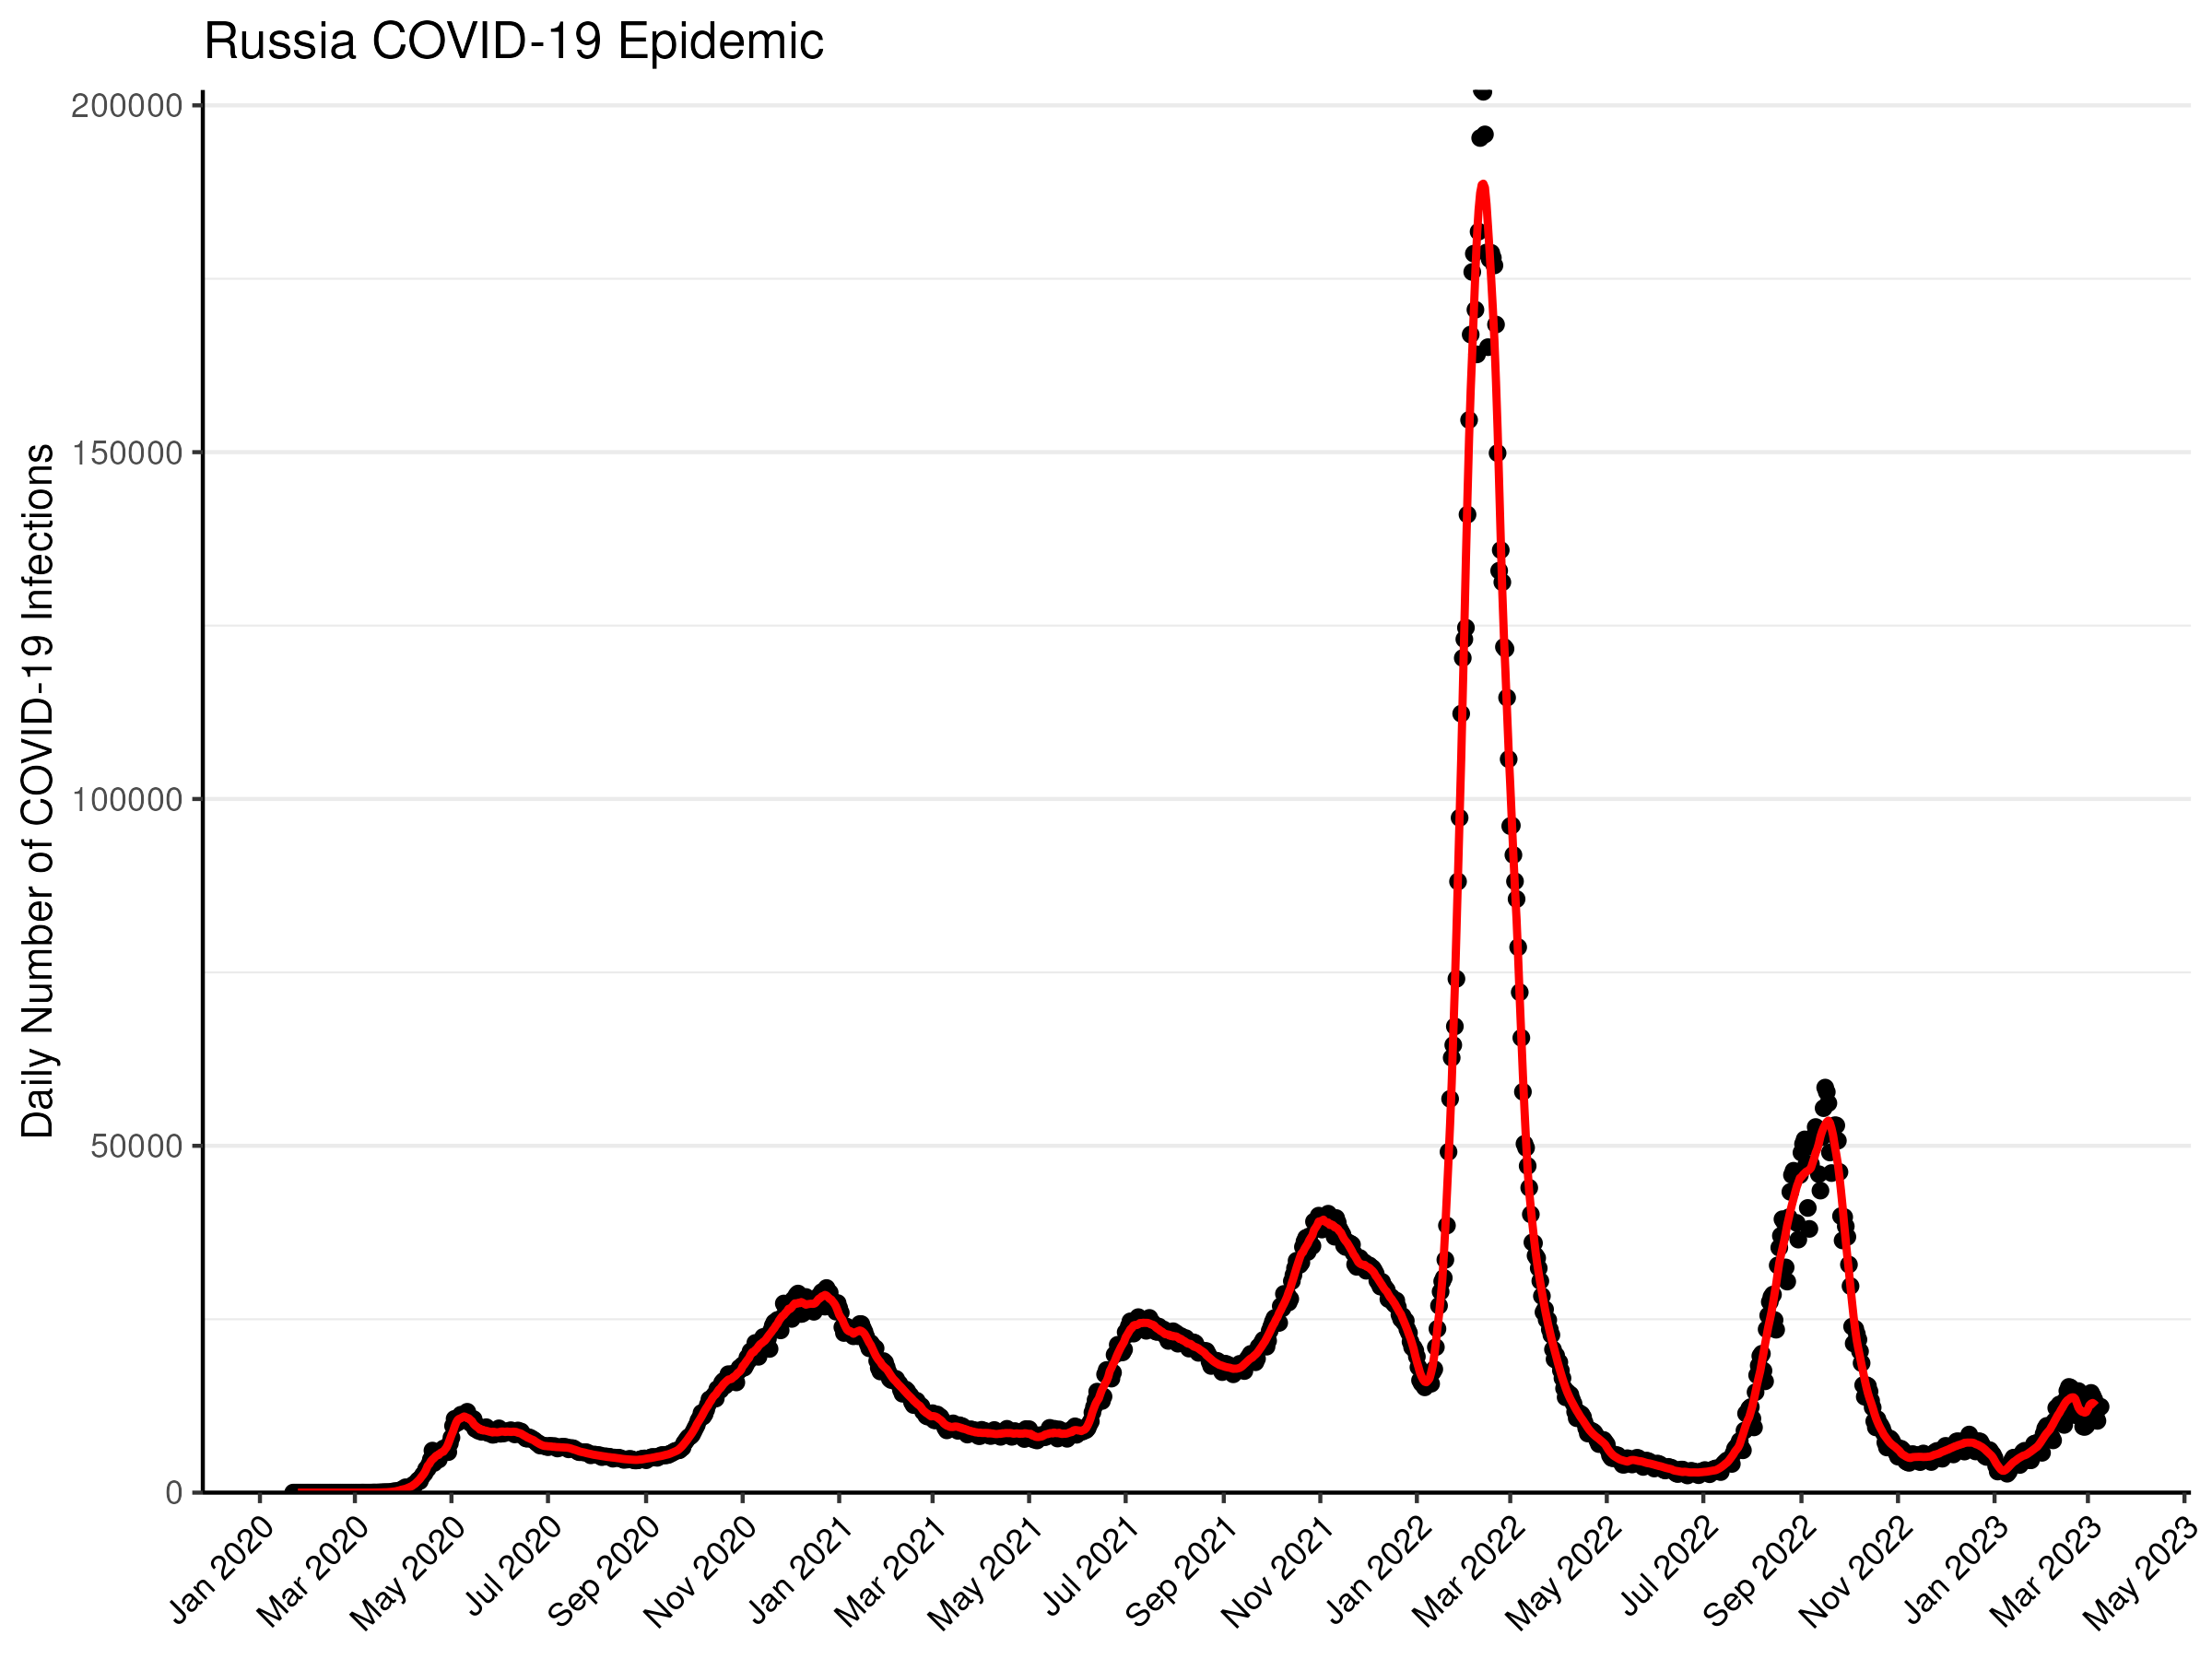 Russia COVID-19 Epidemic
Daily Number of COVID-19 Infections
200000
150000
100000
50000
0
Jan 2020
Mar 2020
May 2020
Jul 2020
Sep 2020
Nov 2020
Jan 2021
Mar 2021
May 2021
Jul 2021
Sep 2021
Nov 2021
Jan 2022
Mar 2022
May 2022
Jul 2022
Sep 2022
Nov 2022
Jan 2023
Mar 2023
May 2023